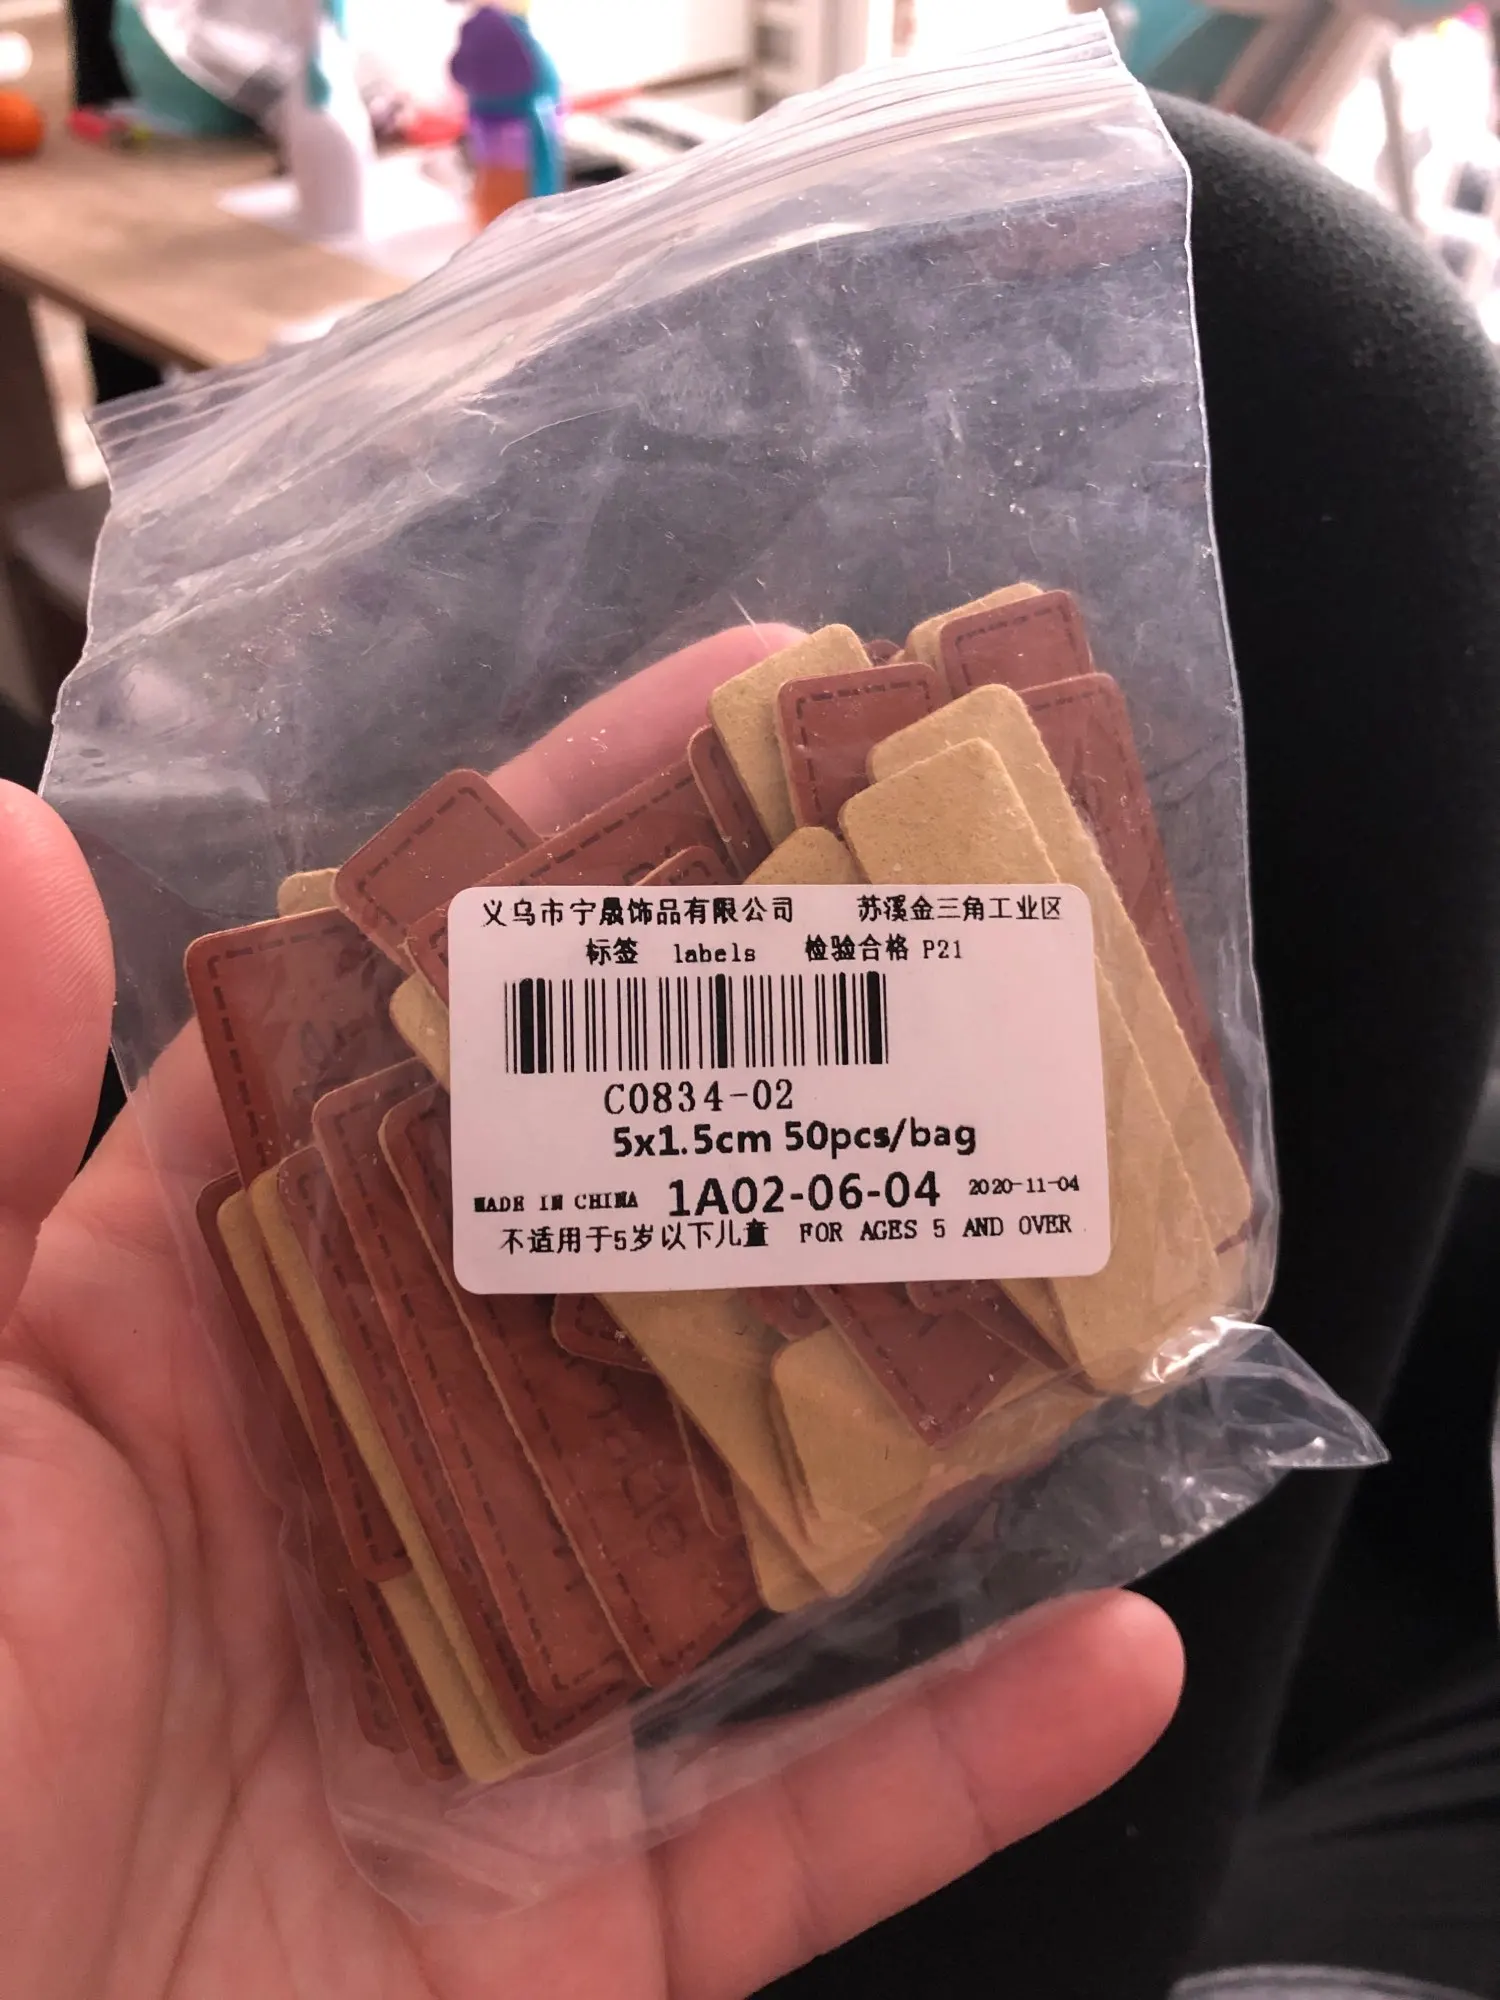 义乌市宁晟饰品有限公司 苏溪金三角工业区
标签 labels 检验合格 P21
C0834-02
5x1.5cm 50pcs/bag
MADE IN CHINA 1A02-06-04 2020-11-04
不适用于5岁以下儿童 FOR AGES 5 AND OVER